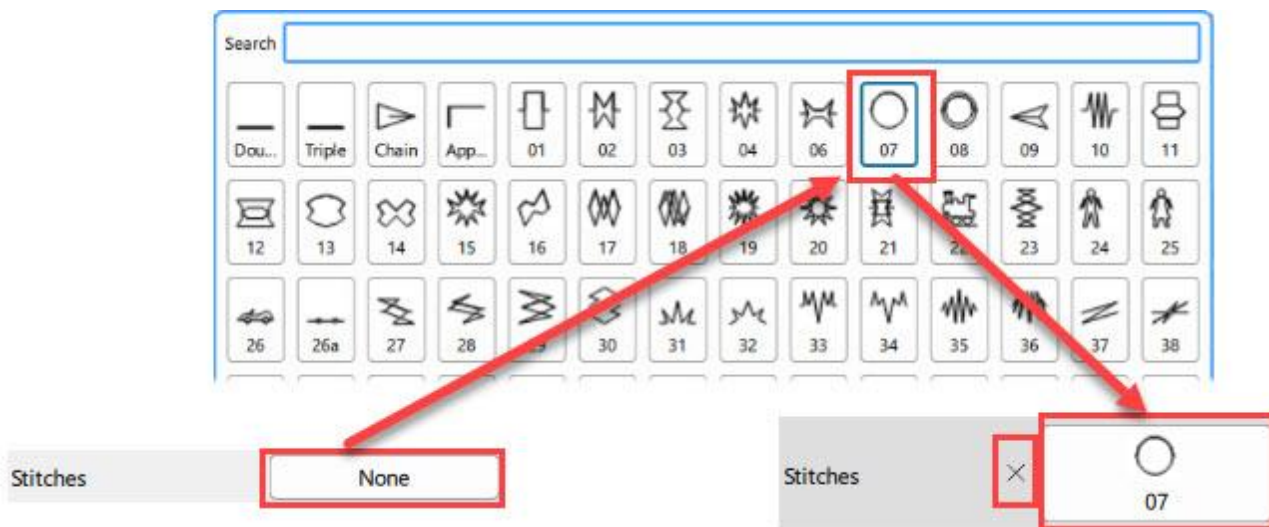 Search
Dou... Triple Chain App... 01 02 03 04 06 07 08 09 10 11
12 13 14 15 16 17 18 19 20 21 22 23 24 25
26 26a 27 28 29 30 31 32 33 34 35 36 37 38
Stitches None Stitches 07